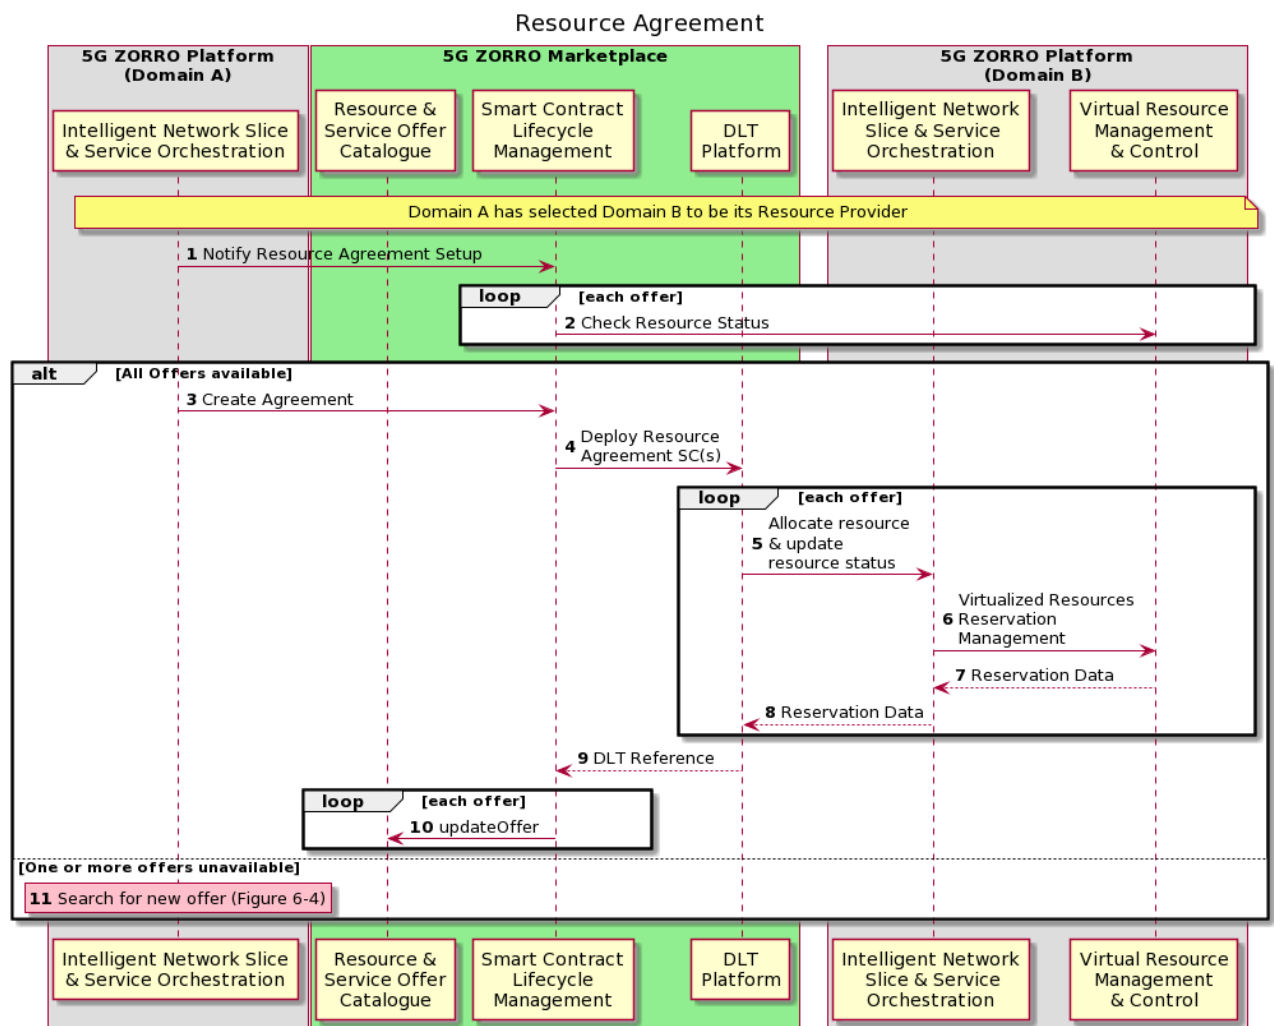 Resource Agreement
5G ZORRO Platform
(Domain A)
5G ZORRO Marketplace
5G ZORRO Platform
(Domain B)
Intelligent Network Slice
& Service Orchestration
Resource &
Service Offer
Catalogue
Smart Contract
Lifecycle
Management
DLT
Platform
Intelligent Network
Slice & Service
Orchestration
Virtual Resource
Management
& Control
Domain A has selected Domain B to be its Resource Provider
1 Notify Resource Agreement Setup
loop [each offer]
2 Check Resource Status
alt [All Offers available]
3 Create Agreement
4 Deploy Resource
Agreement SC(s)
loop [each offer]
Allocate resource
5 & update
resource status
Virtualized Resources
6 Reservation
Management
7 Reservation Data
8 Reservation Data
9 DLT Reference
loop [each offer]
10 updateOffer
[One or more offers unavailable]
11 Search for new offer (Figure 6-4)
Intelligent Network Slice
& Service Orchestration
Resource &
Service Offer
Catalogue
Smart Contract
Lifecycle
Management
DLT
Platform
Intelligent Network
Slice & Service
Orchestration
Virtual Resource
Management
& Control